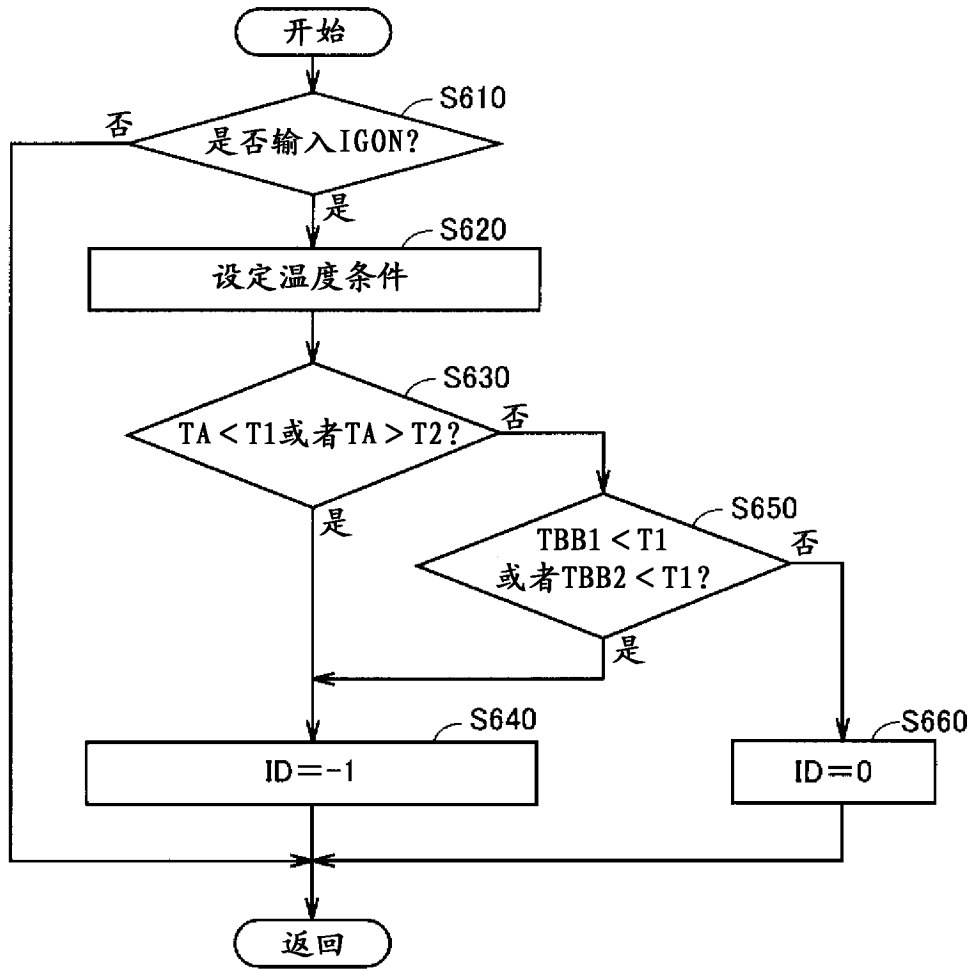 开始
S610
否
是否输入IGON?
是
S620
设定温度条件
S630
TA<T1或者TA>T2?
否
是
S650
TBB1<T1
或者TBB2<T1?
否
是
S640
ID=-1
S660
ID=0
返回